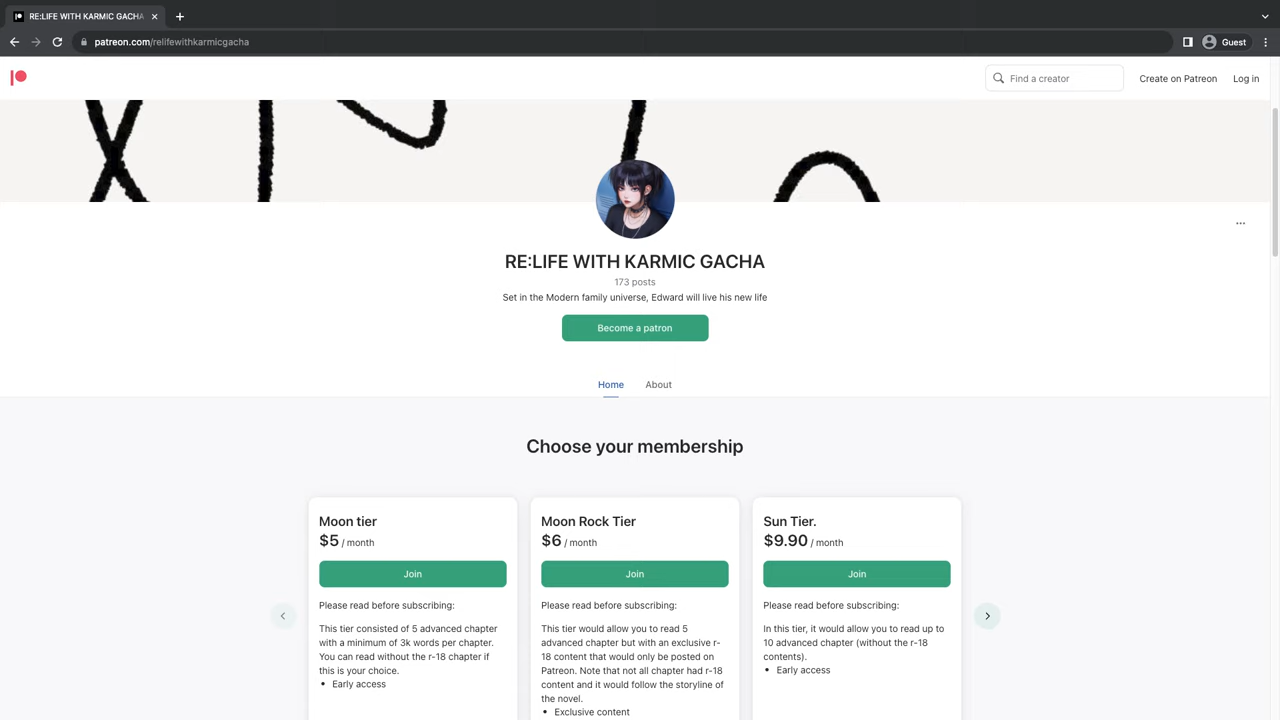 RE:LIFE WITH KARMIC GACHA
patreon.com/relifewithkarmicgacha
Guest
Find a creator
Create on Patreon
Log in
RE:LIFE WITH KARMIC GACHA
173 posts
Set in the Modern family universe, Edward will live his new life
Become a patron
Home
About
Choose your membership
Moon tier
$5 / month
Join
Please read before subscribing:
This tier consisted of 5 advanced chapter
with a minimum of 3k words per chapter.
You can read without the r-18 chapter if
this is your choice.
• Early access
Moon Rock Tier
$6 / month
Join
Please read before subscribing:
This tier would allow you to read 5
advanced chapter but with an exclusive r-
18 content that would only be posted on
Patreon. Note that not all chapter had r-18
content and it would follow the storyline of
the novel.
• Exclusive content
Sun Tier.
$9.90 / month
Join
Please read before subscribing:
In this tier, it would allow you to read up to
10 advanced chapter (without the r-18
contents).
• Early access